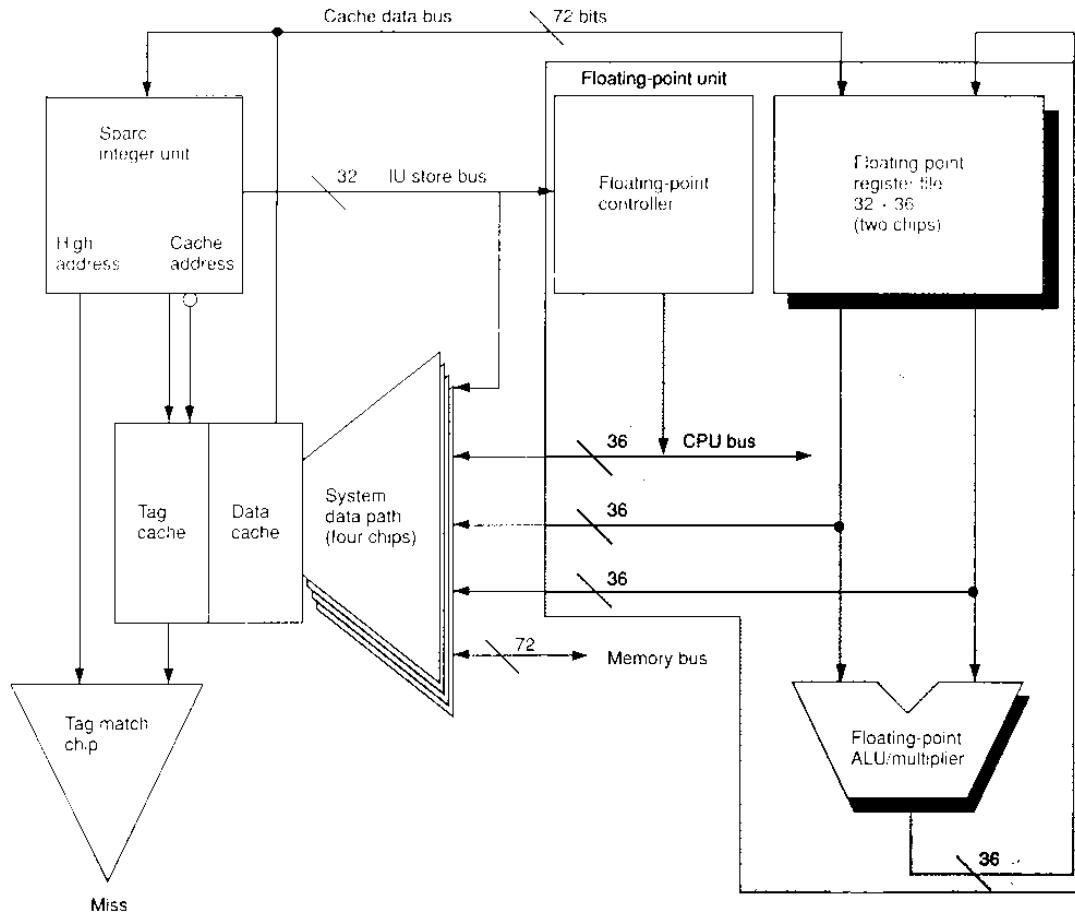 Cache data bus
72 bits
Floating-point unit
Sparc
integer unit
32
IU store bus
High
address
Cache
address
Floating-point
controller
Floating point
register file
32 · 36
(two chips)
36
CPU bus
Tag
cache
Data
cache
System
data path
(four chips)
36
36
72
Memory bus
Tag match
chip
Floating-point
ALU/multiplier
36
Miss